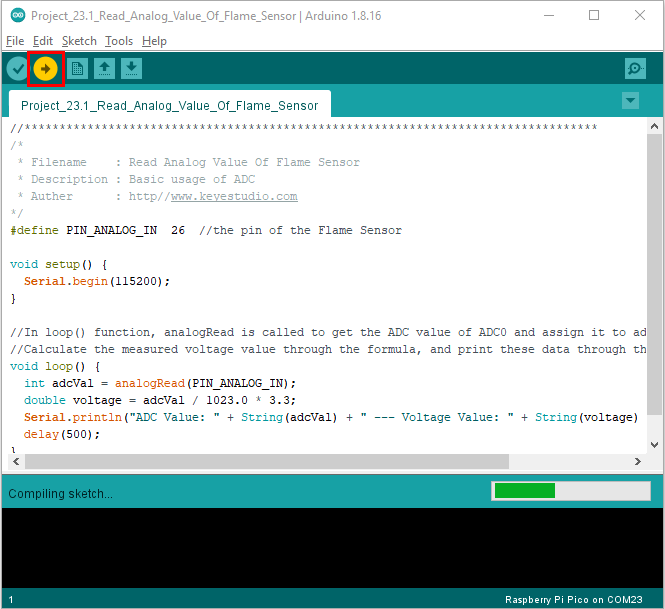 Project_23.1_Read_Analog_Value_Of_Flame_Sensor | Arduino 1.8.16
File Edit Sketch Tools Help
Project_23.1_Read_Analog_Value_Of_Flame_Sensor
//**********************************************************************************
/*
 * Filename    : Read Analog Value Of Flame Sensor
 * Description : Basic usage of ADC
 * Auther      : http//www.keyestudio.com
*/
#define PIN_ANALOG_IN  26  //the pin of the Flame Sensor
void setup() {
  Serial.begin(115200);
}
//In loop() function, analogRead is called to get the ADC value of ADC0 and assign it to ad
//Calculate the measured voltage value through the formula, and print these data through th
void loop() {
  int adcVal = analogRead(PIN_ANALOG_IN);
  double voltage = adcVal / 1023.0 * 3.3;
  Serial.println("ADC Value: " + String(adcVal) + " --- Voltage Value: " + String(voltage)
  delay(500);
}
Compiling sketch...
1 Raspberry Pi Pico on COM23